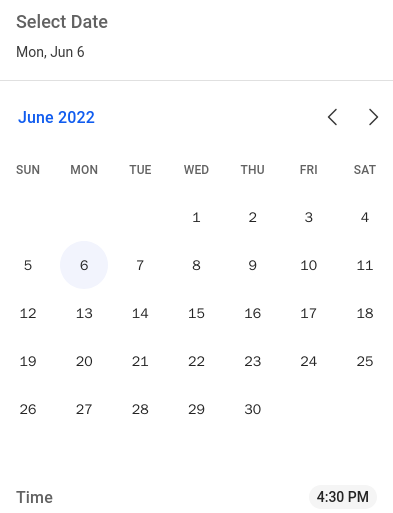 Select Date
Mon, Jun 6
June 2022
SUN MON TUE WED THU FRI SAT
1 2 3 4
5 6 7 8 9 10 11
12 13 14 15 16 17 18
19 20 21 22 23 24 25
26 27 28 29 30
Time 4:30 PM